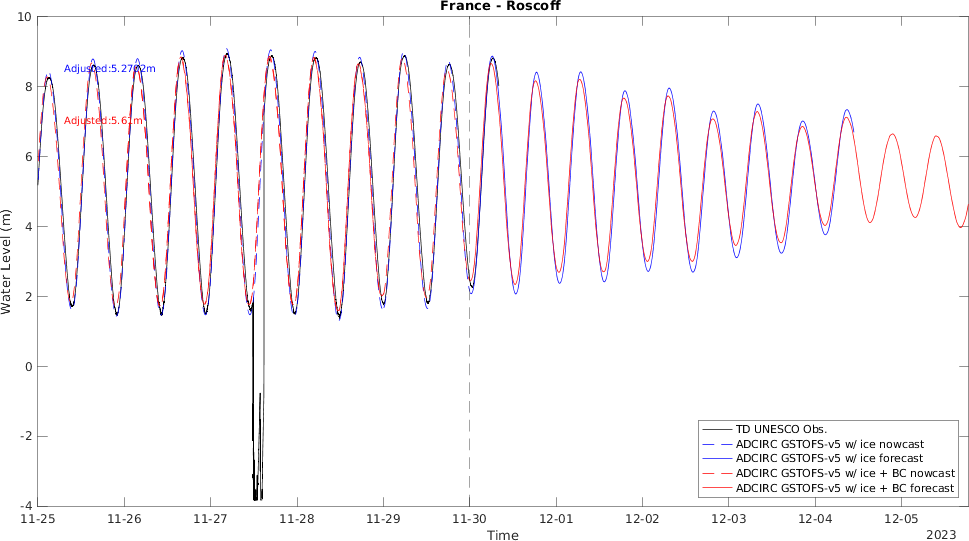 France - Roscoff
10
8
6
4
2
0
-2
-4
Water Level (m)
Adjusted:5.2762m
Adjusted:5.61m
TD UNESCO Obs.
ADCIRC GSTOFS-v5 w/ ice nowcast
ADCIRC GSTOFS-v5 w/ ice forecast
ADCIRC GSTOFS-v5 w/ ice + BC nowcast
ADCIRC GSTOFS-v5 w/ ice + BC forecast
11-25 11-26 11-27 11-28 11-29 11-30 12-01 12-02 12-03 12-04 12-05
Time
2023